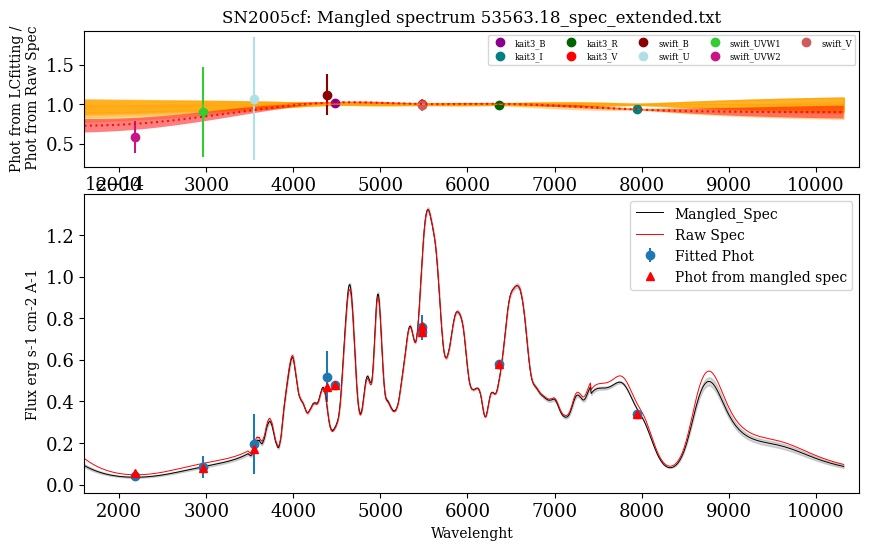 SN2005cf: Mangled spectrum 53563.18_spec_extended.txt
Phot from LCfitting /
Phot from Raw Spec
kait3_B kait3_R swift_B swift_UVW1 swift_V
kait3_I kait3_V swift_U swift_UVW2
1.5
1.0
0.5
2000 3000 4000 5000 6000 7000 8000 9000 10000
1e−14
Flux erg s-1 cm-2 A-1
Mangled_Spec
Raw Spec
Fitted Phot
Phot from mangled spec
1.2
1.0
0.8
0.6
0.4
0.2
0.0
2000 3000 4000 5000 6000 7000 8000 9000 10000
Wavelenght